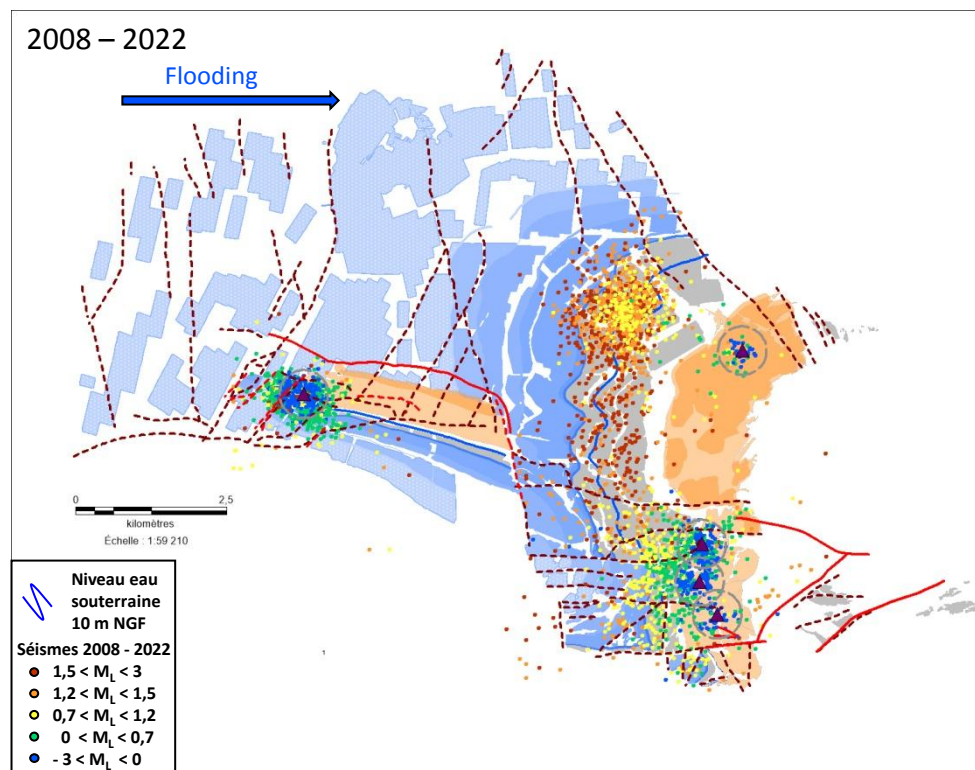 2008 – 2022
Flooding
0
2,5
kilomètres
Échelle : 1:59 210
Niveau eau
souterraine
10 m NGF
Séismes 2008 - 2022
1,5 < ML < 3
1,2 < ML < 1,5
0,7 < ML < 1,2
0 < ML < 0,7
- 3 < ML < 0